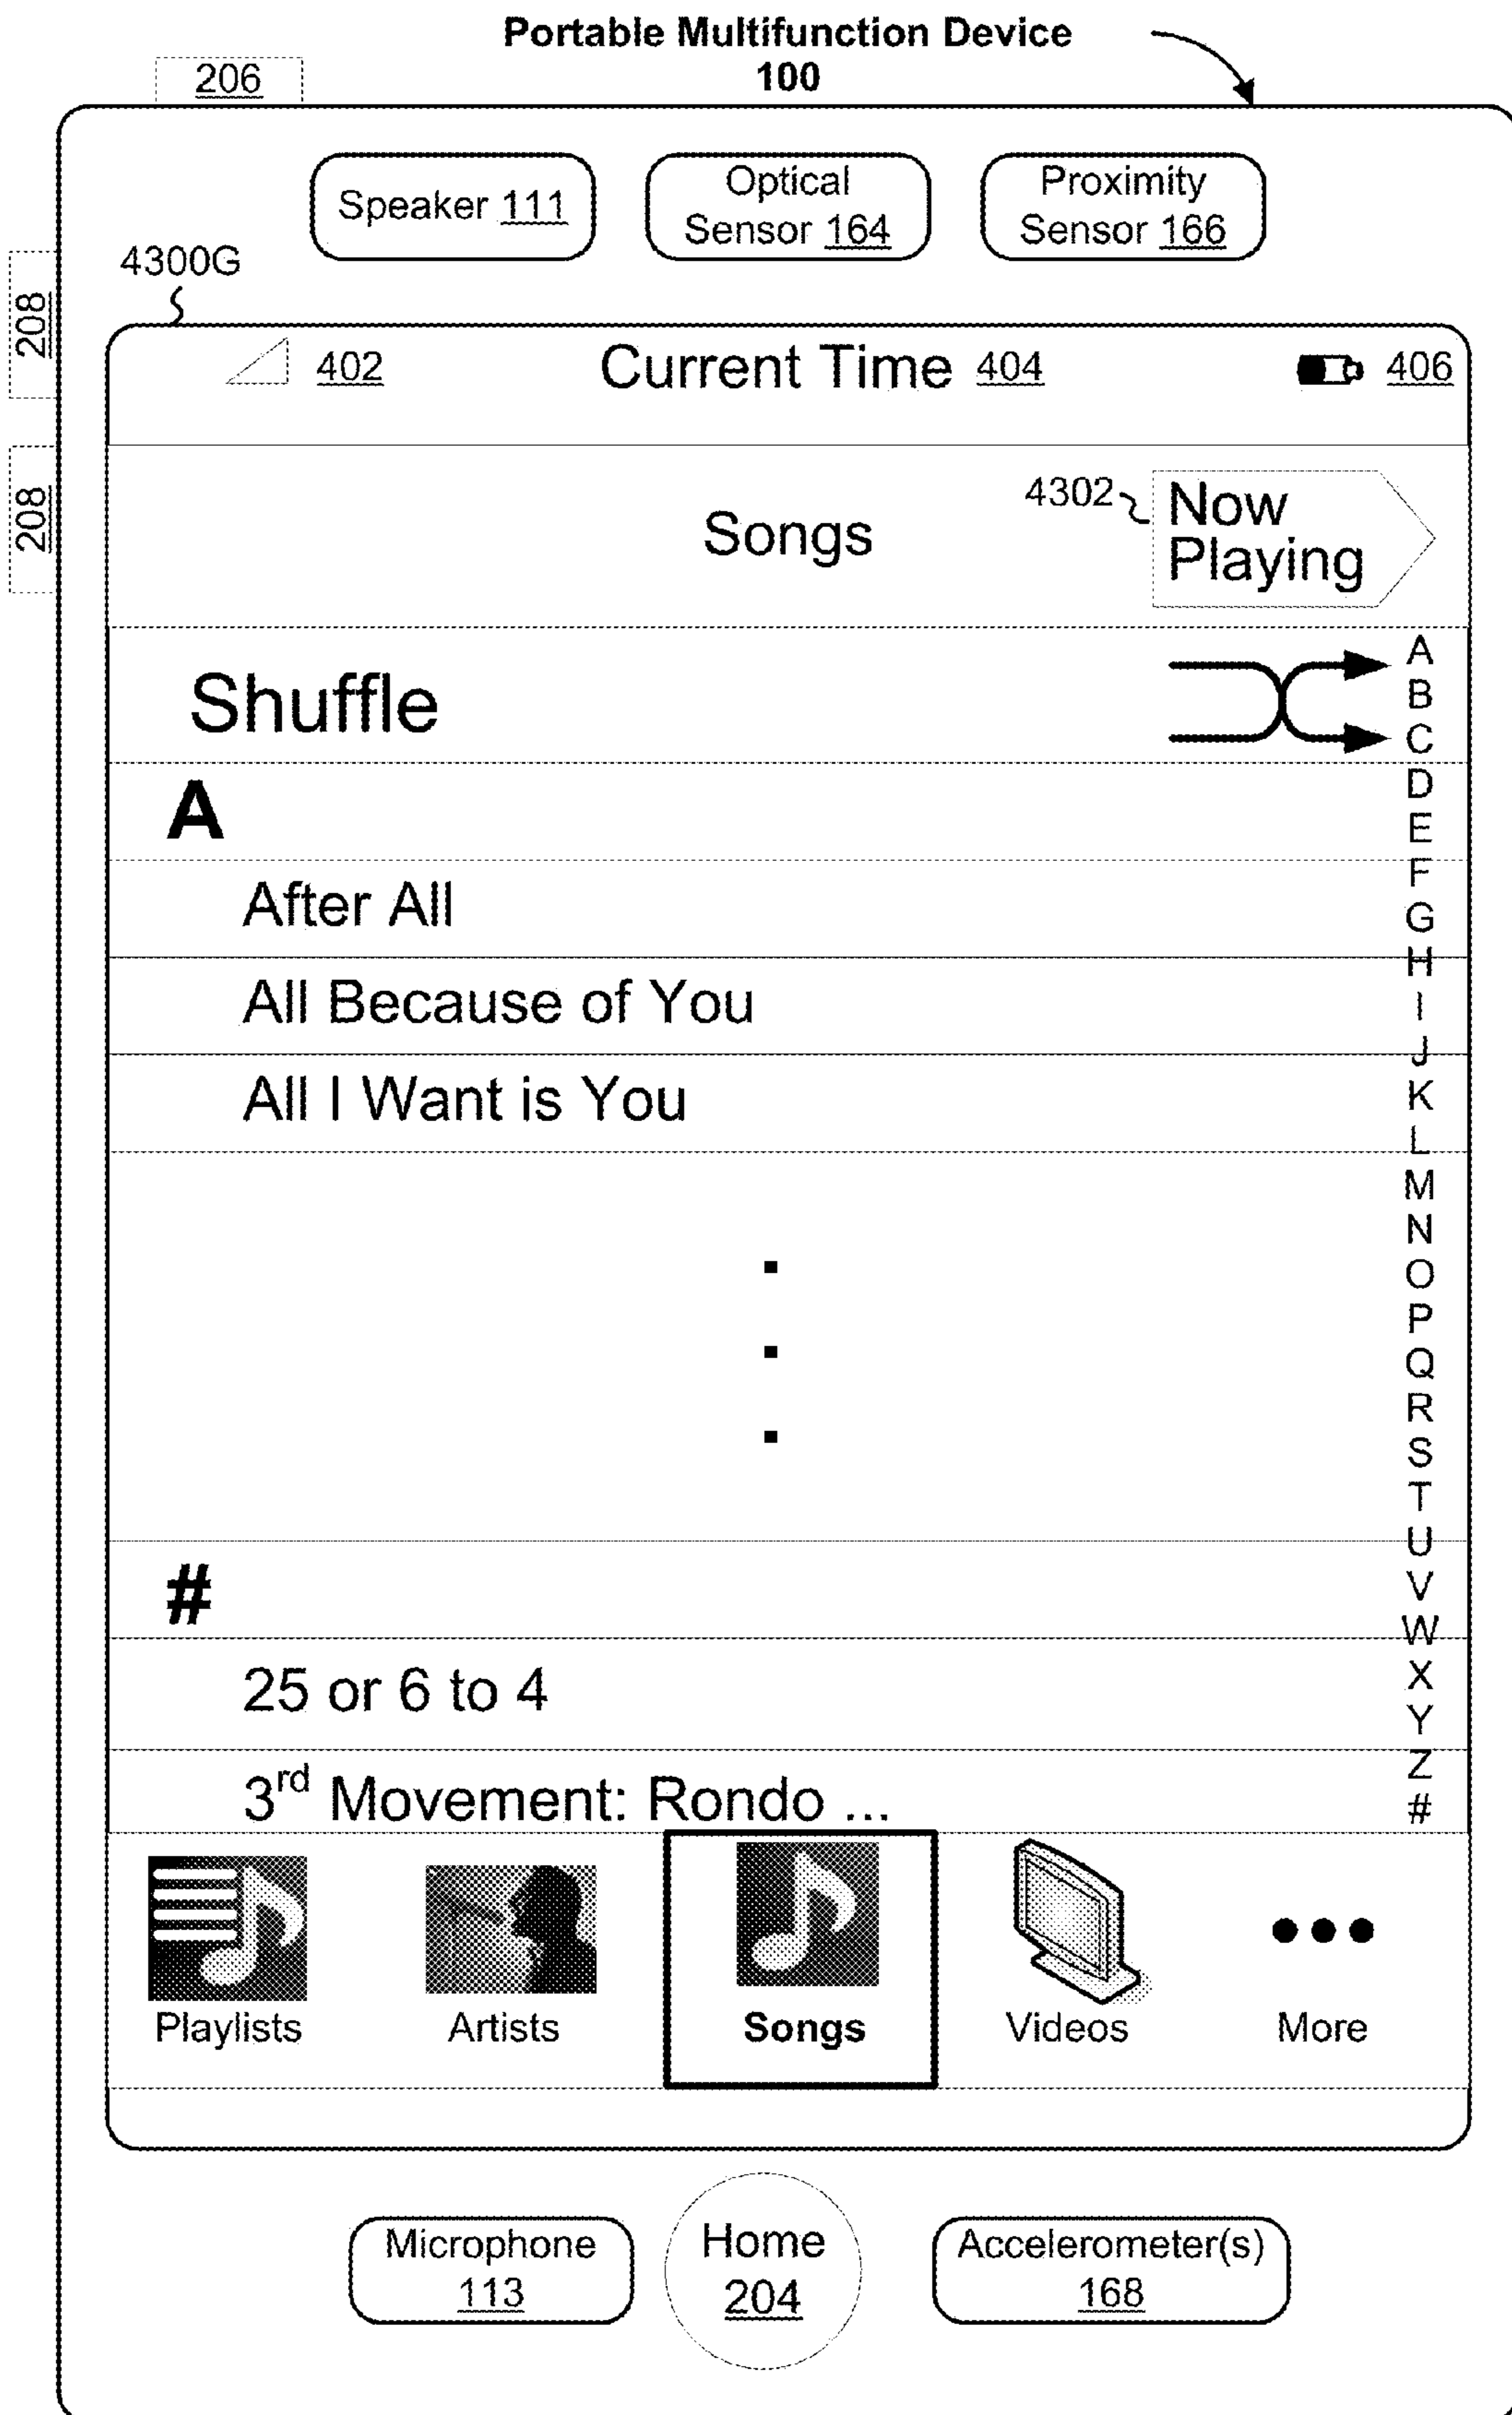 Portable Multifunction Device
100
206
Speaker 111
Optical
Sensor 164
Proximity
Sensor 166
4300G
208
208
402
Current Time 404
406
Songs
4302
Now
Playing
Shuffle
A
B
C
D
E
F
G
H
I
J
K
L
M
N
O
P
Q
R
S
T
U
V
W
X
Y
Z
#
A
After All
All Because of You
All I Want is You
#
25 or 6 to 4
3rd Movement: Rondo ...
Playlists
Artists
Songs
Videos
More
Microphone
113
Home
204
Accelerometer(s)
168